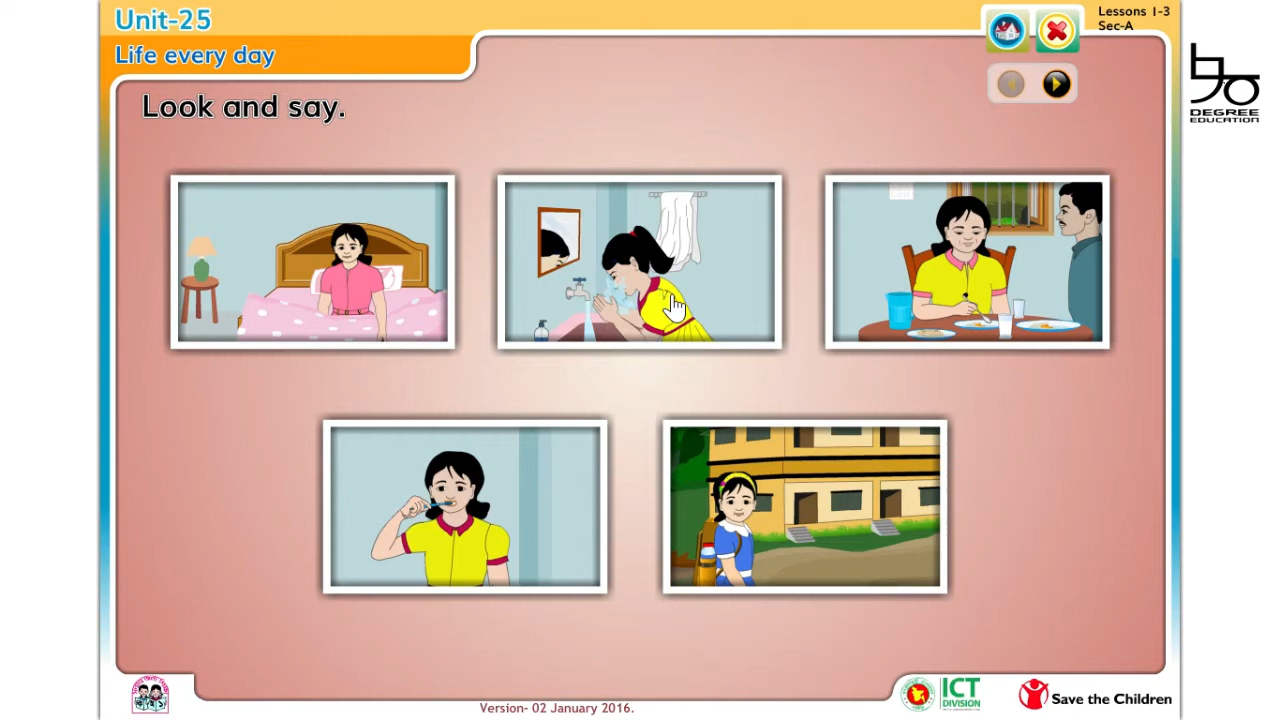 Unit-25
Lessons 1-3
Sec-A
Life every day
Look and say.
DEGREE
EDUCATION
Version- 02 January 2016.
ICT
DIVISION
Save the Children